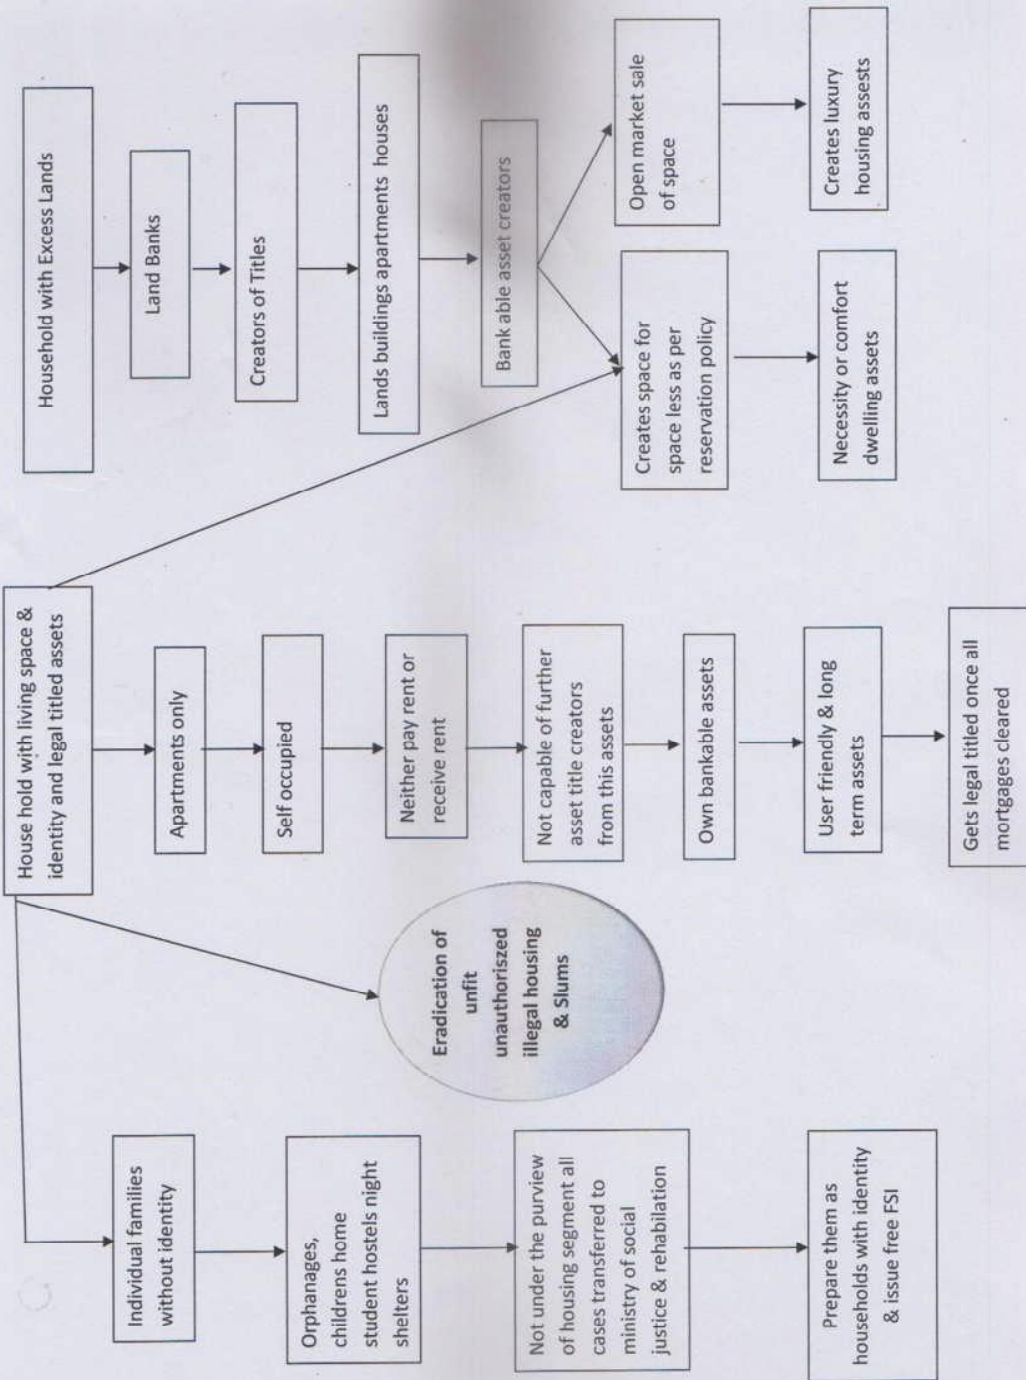 House hold with living space &
identity and legal titled assets
Individual families
without identity
Orphanages,
childrens home
student hostels night
shelters
Not under the purview
of housing segment all
cases transferred to
ministry of social
justice & rehabilation
Prepare them as
households with identity
& issue free FSI
Eradication of
unfit
unauthoriszed
illegal housing
& Slums
Apartments only
Self occupied
Neither pay rent or
receive rent
Not capable of further
asset title creators
from this assets
Own bankable assets
User friendly & long
term assets
Gets legal titled once all
mortgages cleared
Household with Excess Lands
Land Banks
Creators of Titles
Lands buildings apartments houses
Bank able asset creators
Creates space for
space less as per
reservation policy
Necessity or comfort
dwelling assets
Open market sale
of space
Creates luxury
housing assests